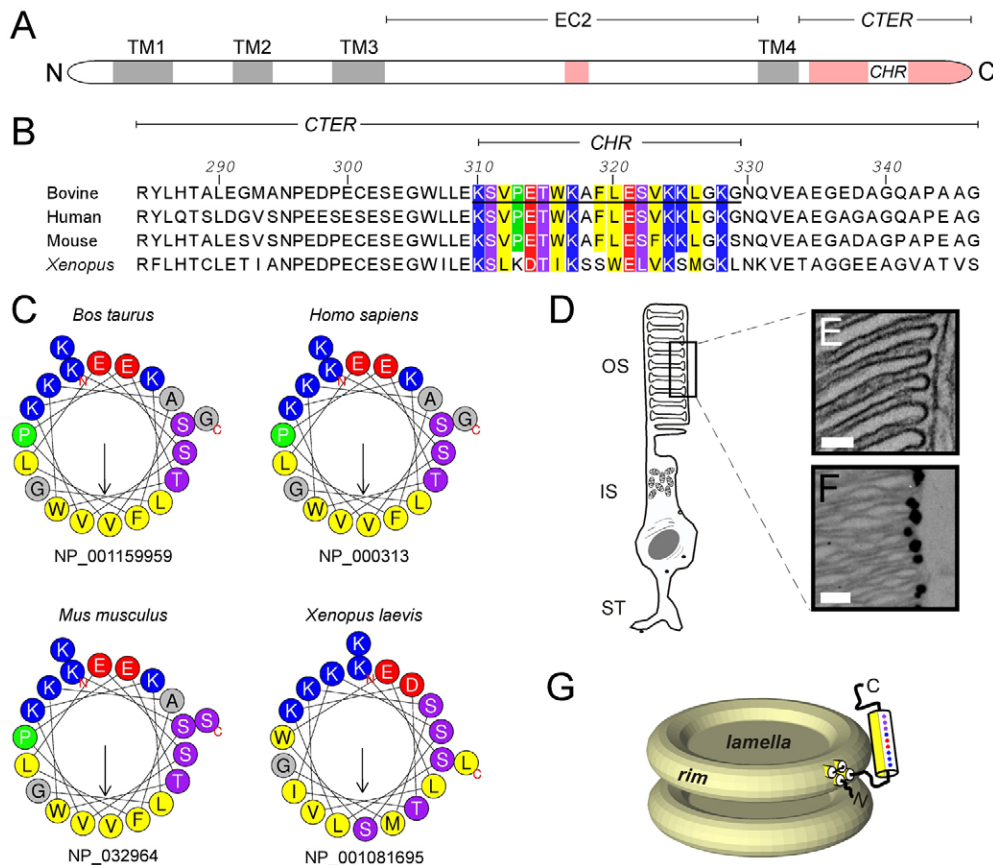 A
EC2
CTER
TM1
TM2
TM3
TM4
N
CHR
C
B
CTER
CHR
290 300 310 320 330 340
Bovine RYLHTALEGMANPEDPECESEGWLLEKSVPETWKAFLESVKKLGKGNQVEAEGEDAGQAPAAG
Human RYLQTSLDGVSNPEESESESEGWLLEKSVPETWKAFLESVKKLGKGNQVEAEGAGAGQAPEAG
Mouse RYLHTALESVSNPEDPECESEGWLLEKSVPETWKAFLESFKKLGKSNQVEAEGADAGQAPEAG
Xenopus RFLHTCLETIANPEDPECESEGWILEKSLKDTIKSSWELVKSMGKLNKVETAGGEEAGVATVS
C
Bos taurus
K K N E E K A G C S S T L F V V W G L P K K
NP_001159959
Homo sapiens
K K N E E K A G C S S T L F V V W G L P K K
NP_000313
Mus musculus
K K N E E K A S C S S T L F V V W G L P K K
NP_032964
Xenopus laevis
K K N E D S S S L C L T M S L V I G W K K K
NP_001081695
D
OS
IS
ST
E
F
G
lamella
rim
C
N